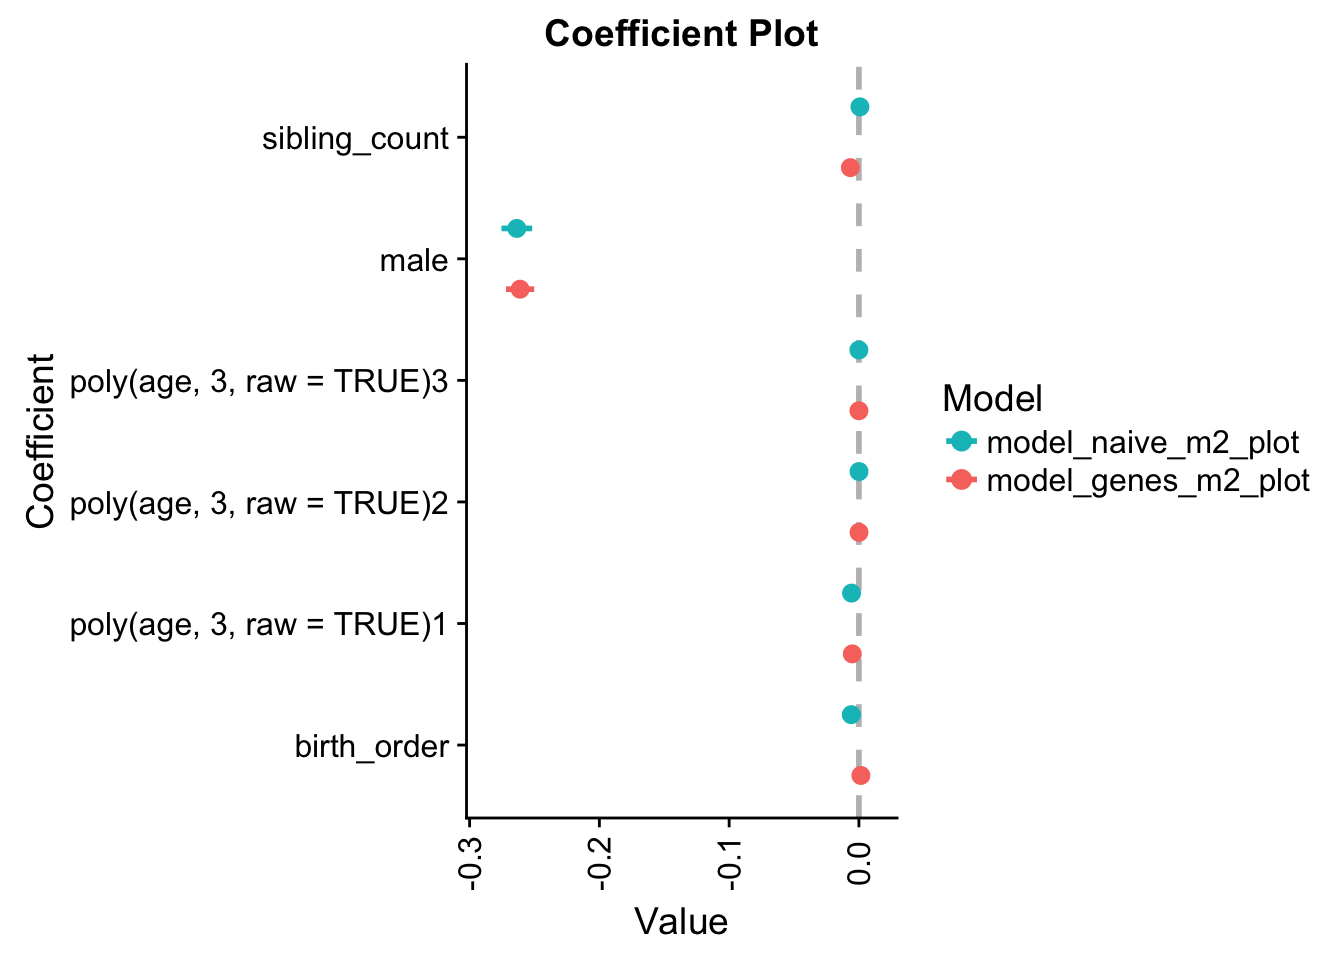 Coefficient Plot
sibling_count
male
poly(age, 3, raw = TRUE)3
poly(age, 3, raw = TRUE)2
poly(age, 3, raw = TRUE)1
birth_order
Coefficient
-0.3
-0.2
-0.1
0.0
Value
Model
model_naive_m2_plot
model_genes_m2_plot